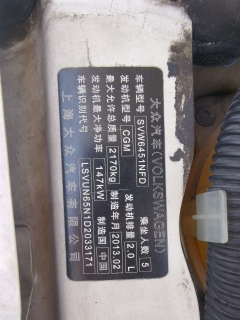 大众汽车(VOLKSWAGEN)
车辆型号 SVW6451NFD 乘坐人数 5
发动机型号 CGM 发动机排量 2.0 L
最大允许总质量 2170kg 制造年月 2013.02
发动机最大净功率 147kW 制造国 中国
车辆识别代号 LSVUN65N1D2033171
上海大众汽车有限公司